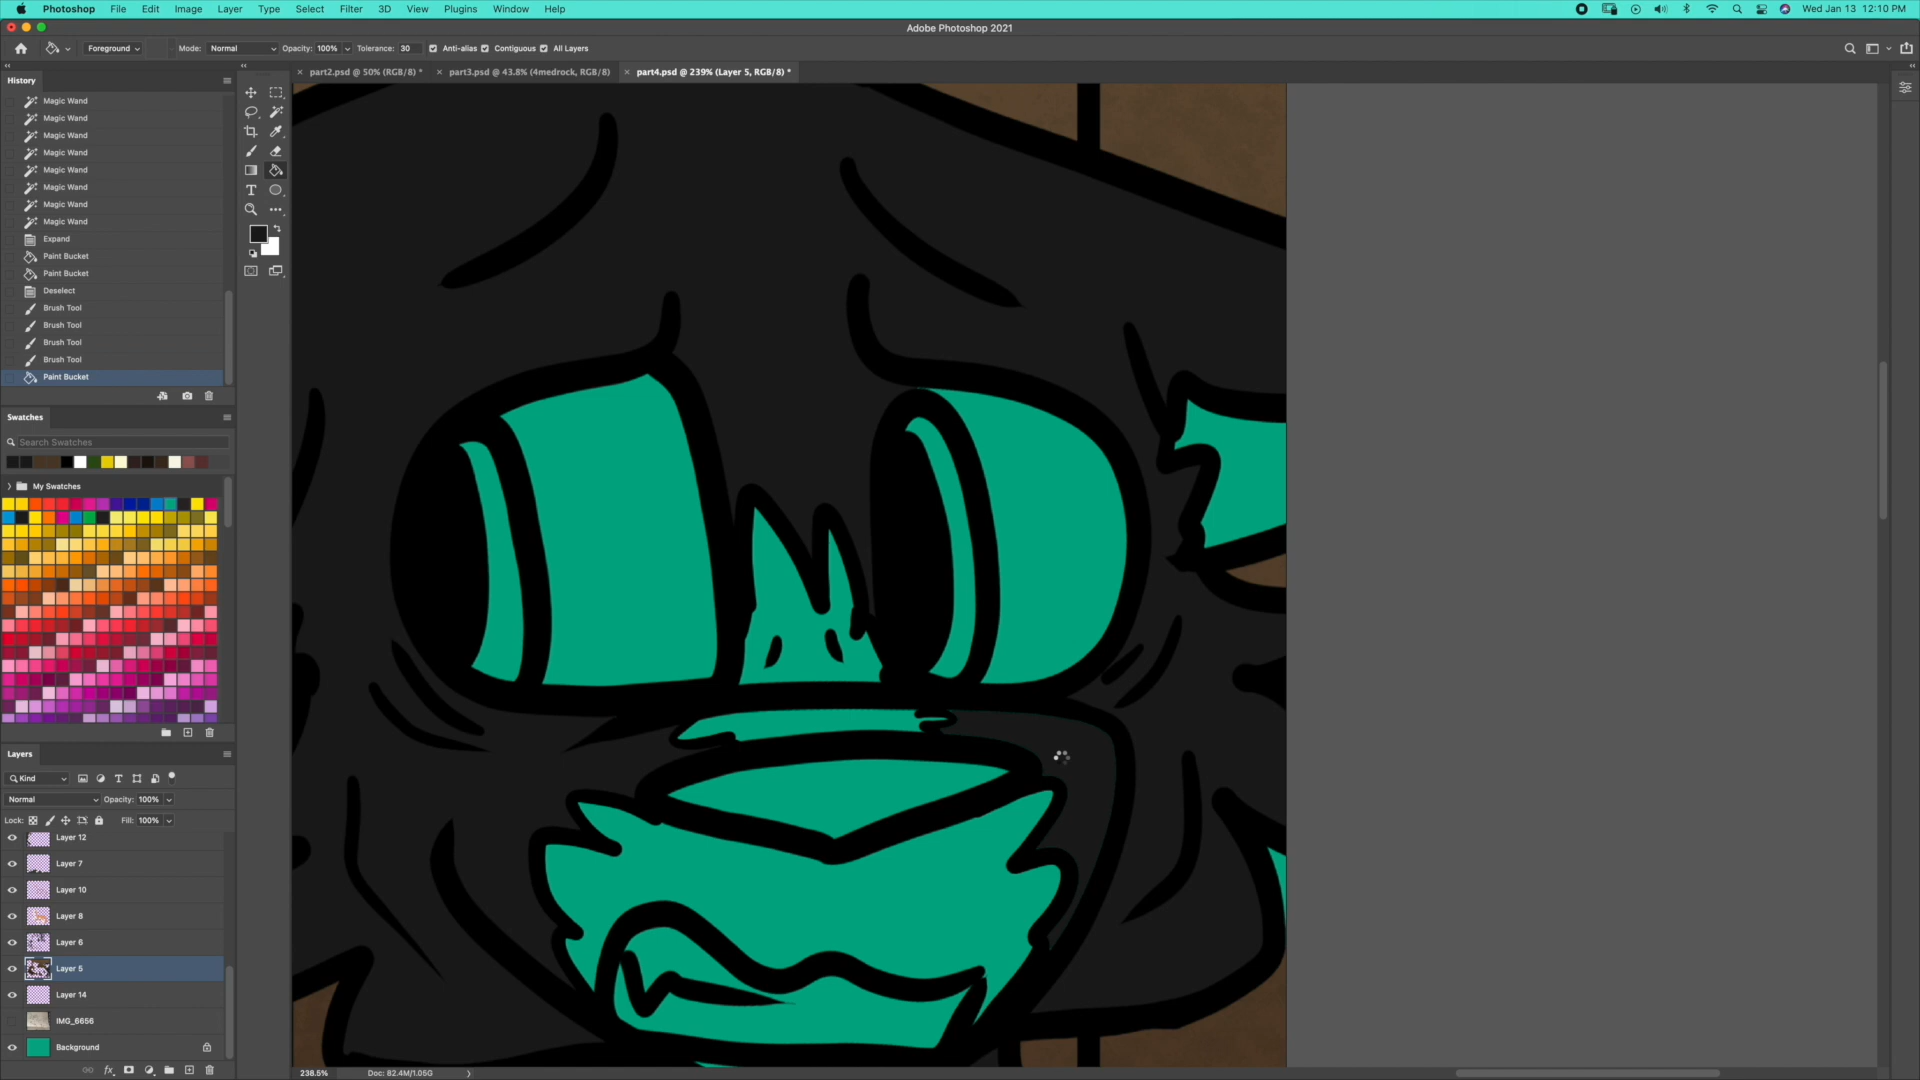 Photoshop File Edit Image Layer Type Select Filter 3D View Plugins Window Help Wed Jan 13 12:10 PM
Adobe Photoshop 2021
Foreground Mode: Normal Opacity: 100% Tolerance: 30 Anti-alias Contiguous All Layers
part2.psd @ 50% (RGB/8) * part3.psd @ 43.8% (4medrock, RGB/8) part4.psd @ 239% (Layer 5, RGB/8) *
History
Magic Wand
Magic Wand
Magic Wand
Magic Wand
Magic Wand
Magic Wand
Magic Wand
Magic Wand
Expand
Paint Bucket
Paint Bucket
Deselect
Brush Tool
Brush Tool
Brush Tool
Brush Tool
Paint Bucket
Swatches
Search Swatches
My Swatches
Layers
Kind
Normal Opacity: 100%
Lock: Fill: 100%
Layer 12
Layer 7
Layer 10
Layer 8
Layer 6
Layer 5
Layer 14
IMG_6656
Background
238.5% Doc: 82.4M/1.05G